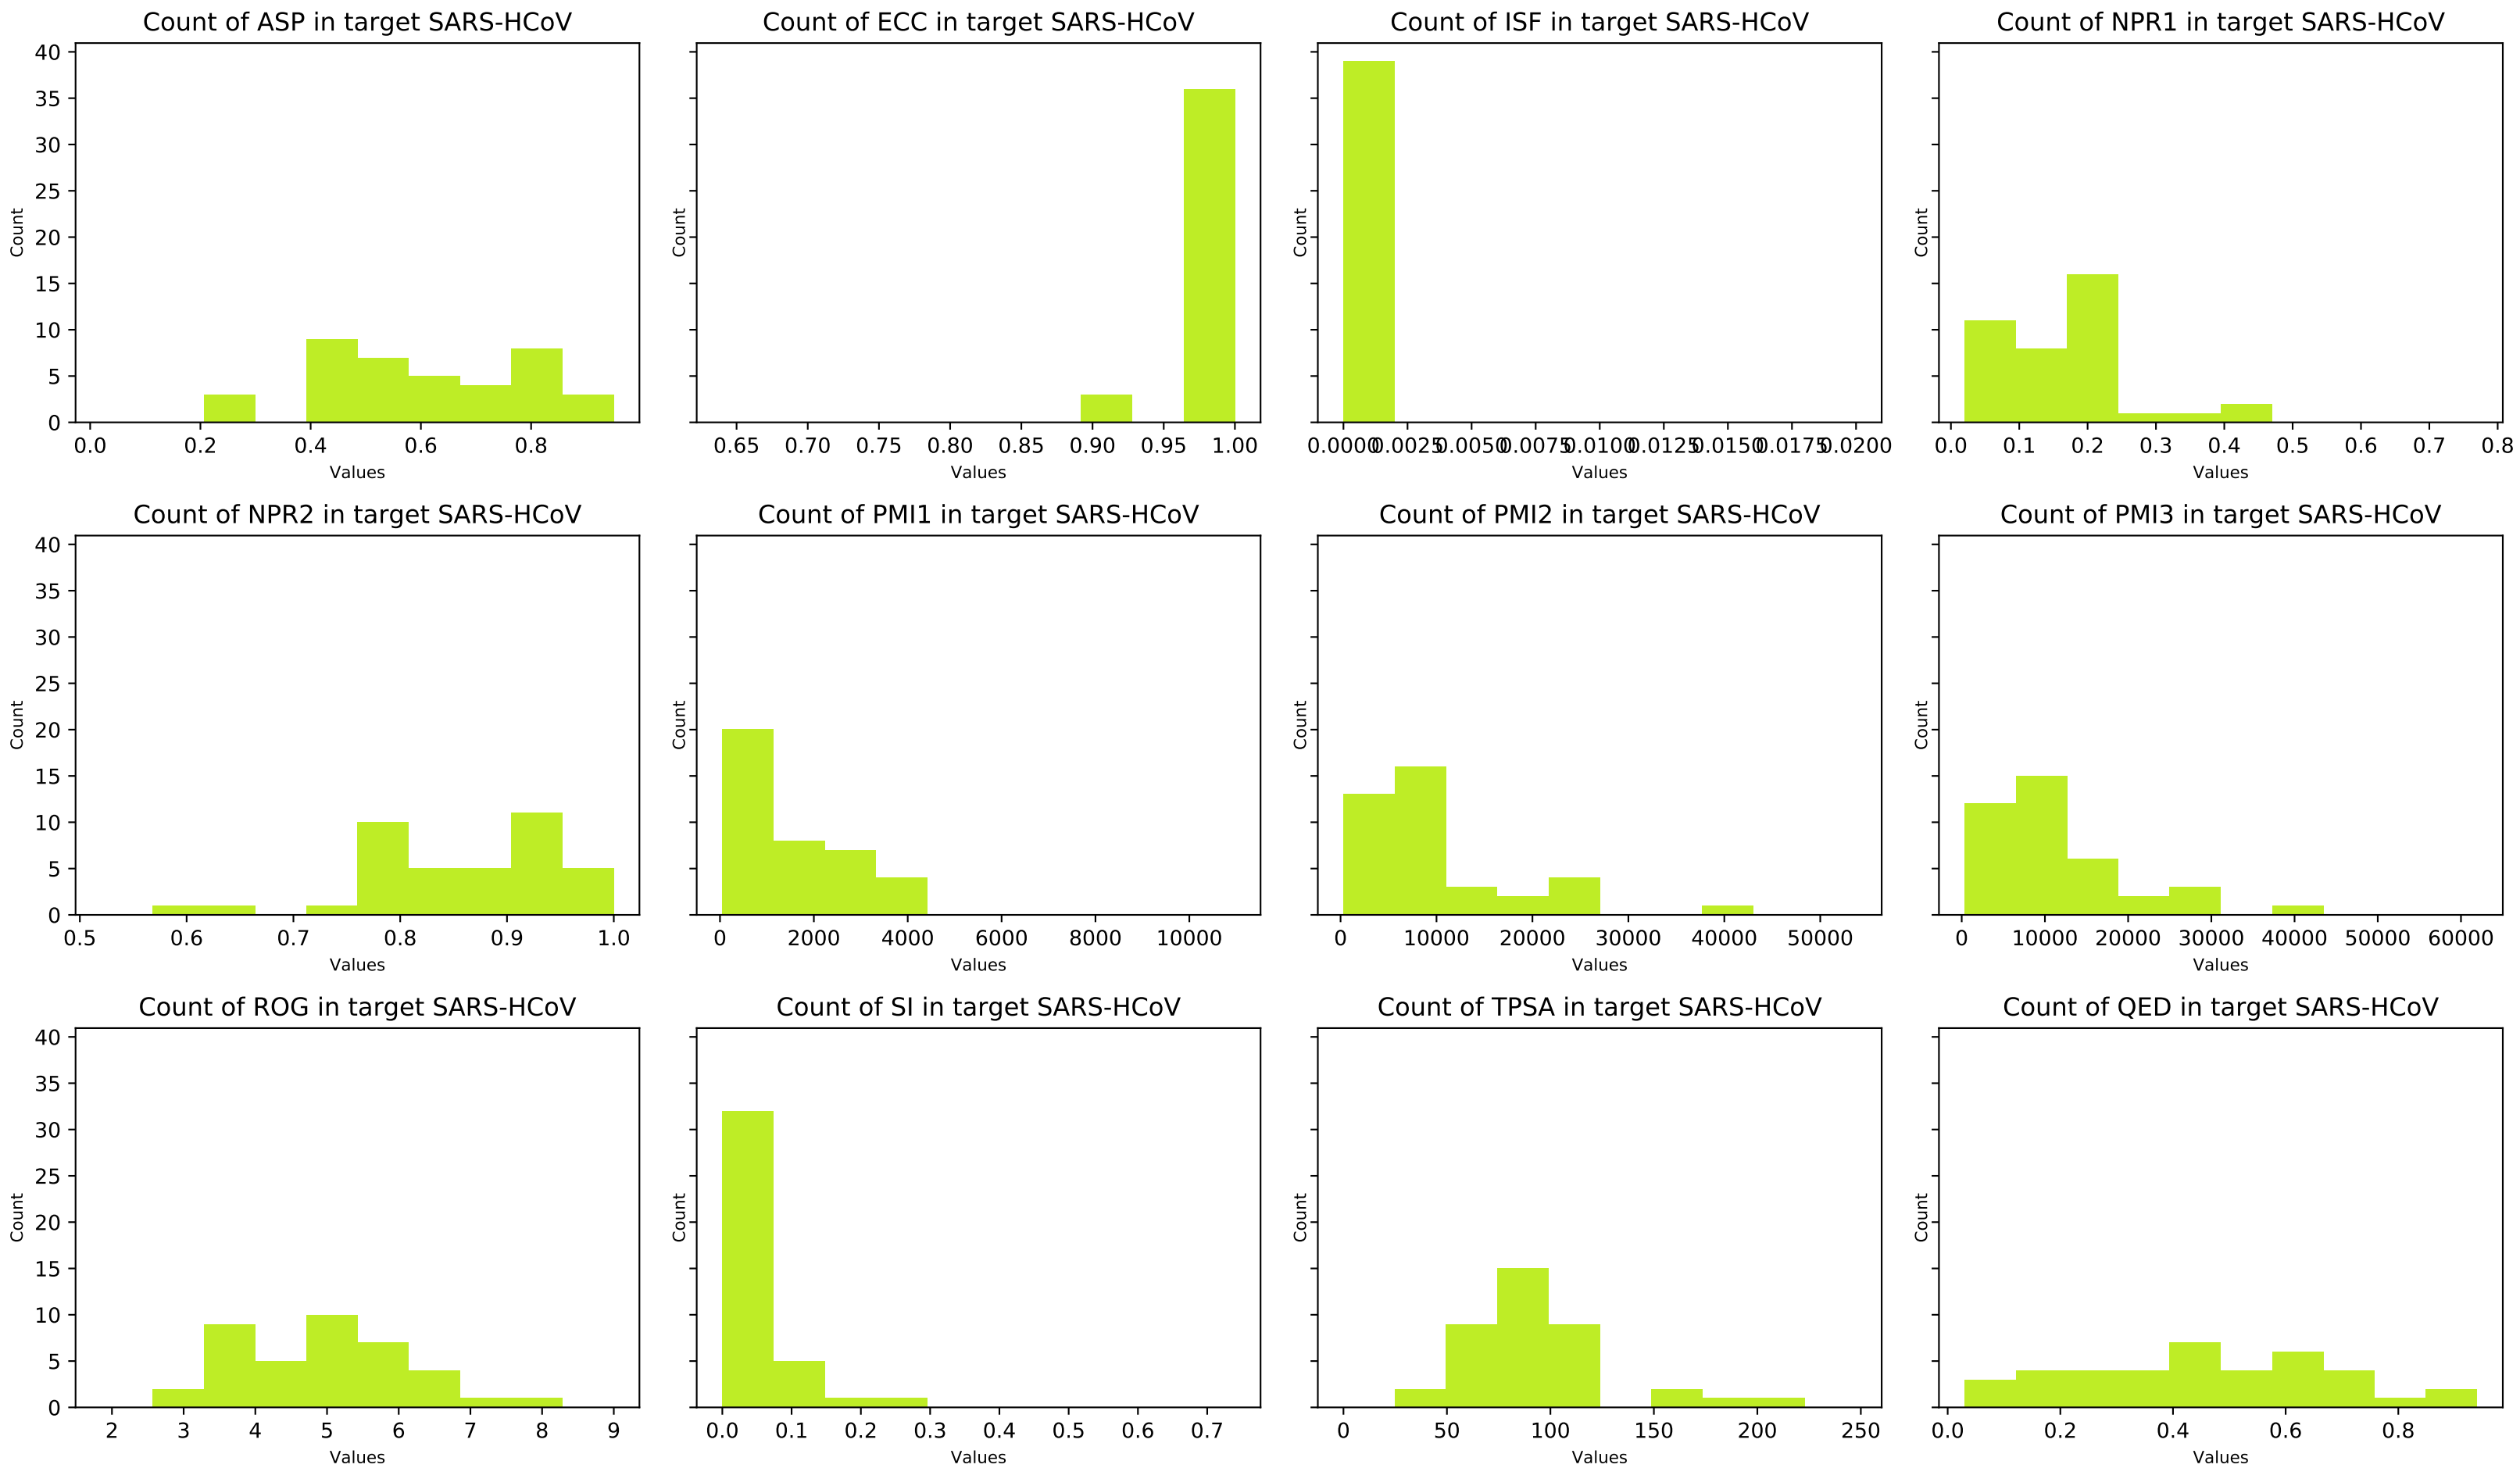 Count of ASP in target SARS-HCoV
Count
40
35
30
25
20
15
10
5
0
0.0 0.2 0.4 0.6 0.8
Values
Count of ECC in target SARS-HCoV
Count
0.65 0.70 0.75 0.80 0.85 0.90 0.95 1.00
Values
Count of ISF in target SARS-HCoV
Count
0.0000 0.0025 0.0050 0.0075 0.0100 0.0125 0.0150 0.0175 0.0200
Values
Count of NPR1 in target SARS-HCoV
Count
0.0 0.1 0.2 0.3 0.4 0.5 0.6 0.7 0.8
Values
Count of NPR2 in target SARS-HCoV
Count
40
35
30
25
20
15
10
5
0
0.5 0.6 0.7 0.8 0.9 1.0
Values
Count of PMI1 in target SARS-HCoV
Count
0 2000 4000 6000 8000 10000
Values
Count of PMI2 in target SARS-HCoV
Count
0 10000 20000 30000 40000 50000
Values
Count of PMI3 in target SARS-HCoV
Count
0 10000 20000 30000 40000 50000 60000
Values
Count of ROG in target SARS-HCoV
Count
40
35
30
25
20
15
10
5
0
2 3 4 5 6 7 8 9
Values
Count of SI in target SARS-HCoV
Count
0.0 0.1 0.2 0.3 0.4 0.5 0.6 0.7
Values
Count of TPSA in target SARS-HCoV
Count
0 50 100 150 200 250
Values
Count of QED in target SARS-HCoV
Count
0.0 0.2 0.4 0.6 0.8
Values